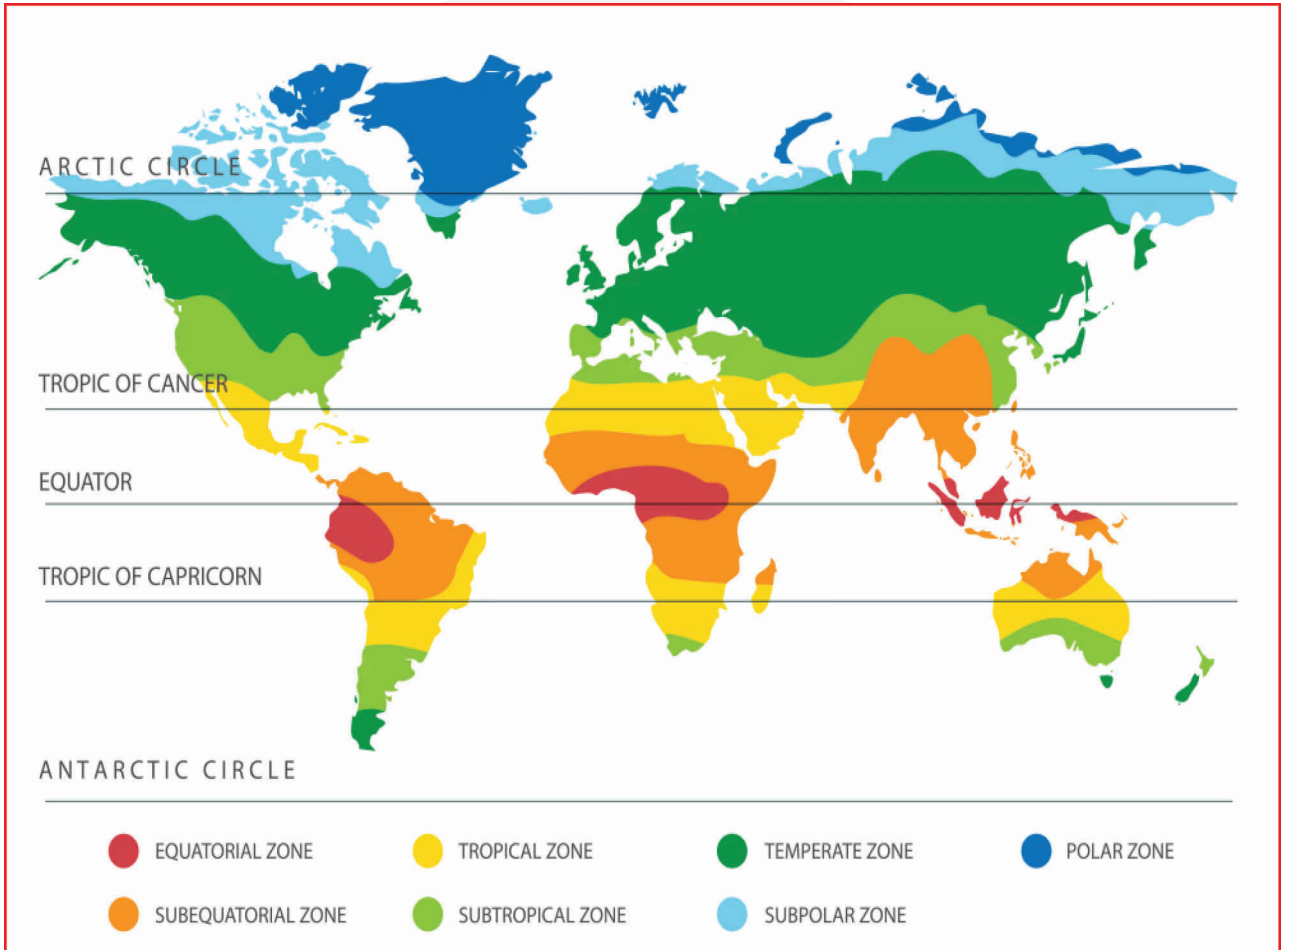 ARCTIC CIRCLE
TROPIC OF CANCER
EQUATOR
TROPIC OF CAPRICORN
ANTARCTIC CIRCLE
EQUATORIAL ZONE
TROPICAL ZONE
TEMPERATE ZONE
POLAR ZONE
SUBEQUATORIAL ZONE
SUBTROPICAL ZONE
SUBPOLAR ZONE